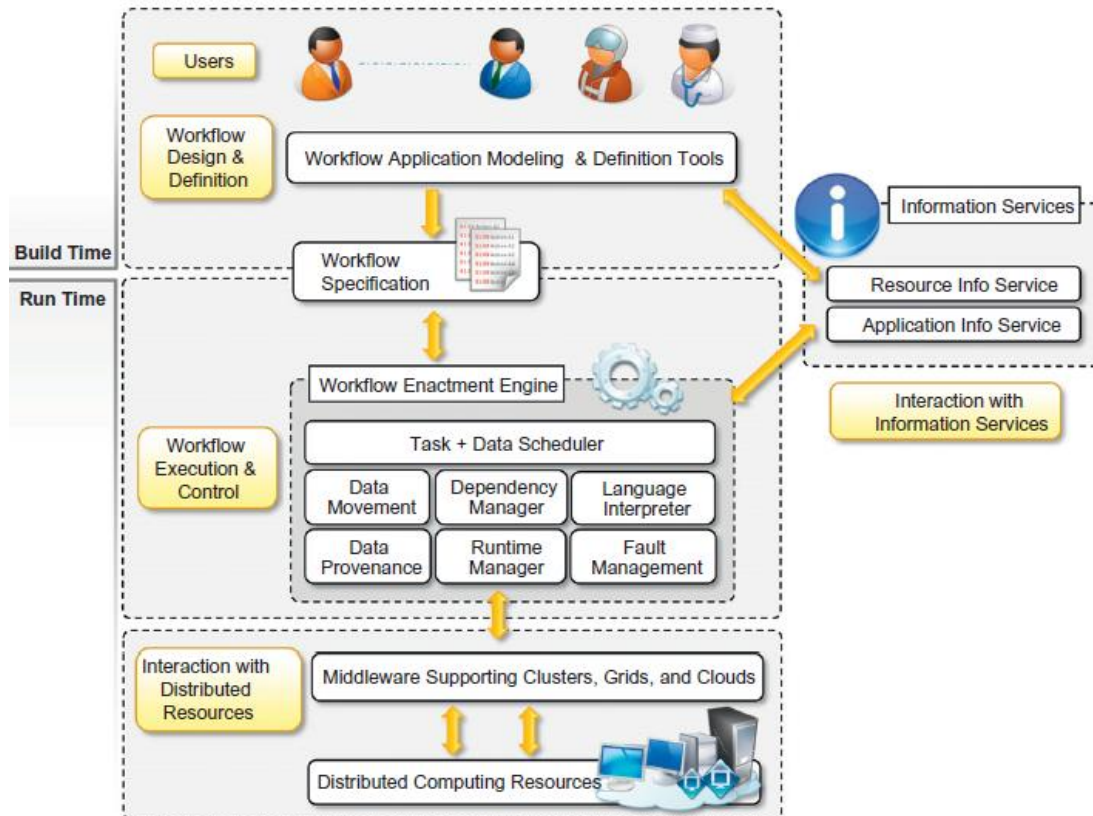 Users
Workflow
Design &
Definition
Workflow Application Modeling & Definition Tools
Build Time
Run Time
Workflow
Specification
Information Services
Resource Info Service
Application Info Service
Interaction with
Information Services
Workflow Enactment Engine
Workflow
Execution &
Control
Task + Data Scheduler
Data
Movement
Dependency
Manager
Language
Interpreter
Data
Provenance
Runtime
Manager
Fault
Management
Interaction with
Distributed
Resources
Middleware Supporting Clusters, Grids, and Clouds
Distributed Computing Resources